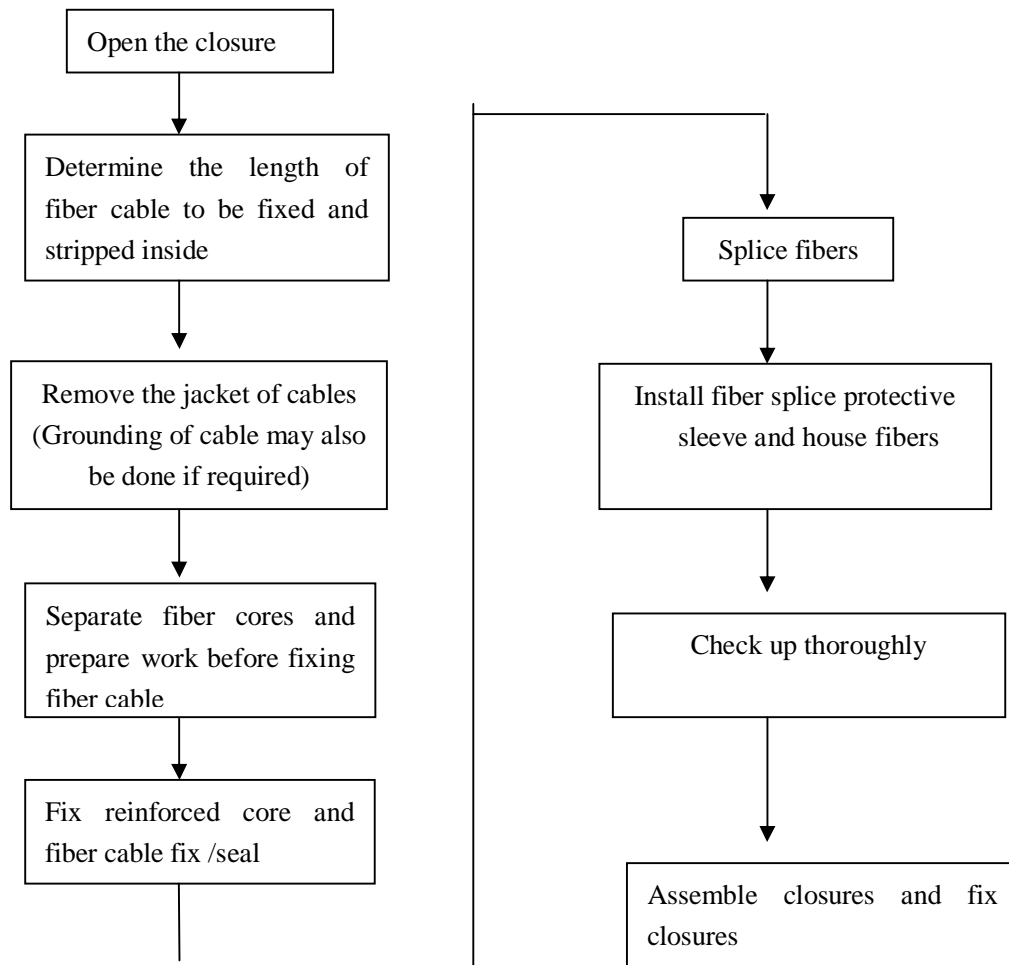 Open the closure
Determine the length of
fiber cable to be fixed and
stripped inside
Remove the jacket of cables
(Grounding of cable may also
be done if required)
Separate fiber cores and
prepare work before fixing
fiber cable
Fix reinforced core and
fiber cable fix /seal
Splice fibers
Install fiber splice protective
sleeve and house fibers
Check up thoroughly
Assemble closures and fix
closures